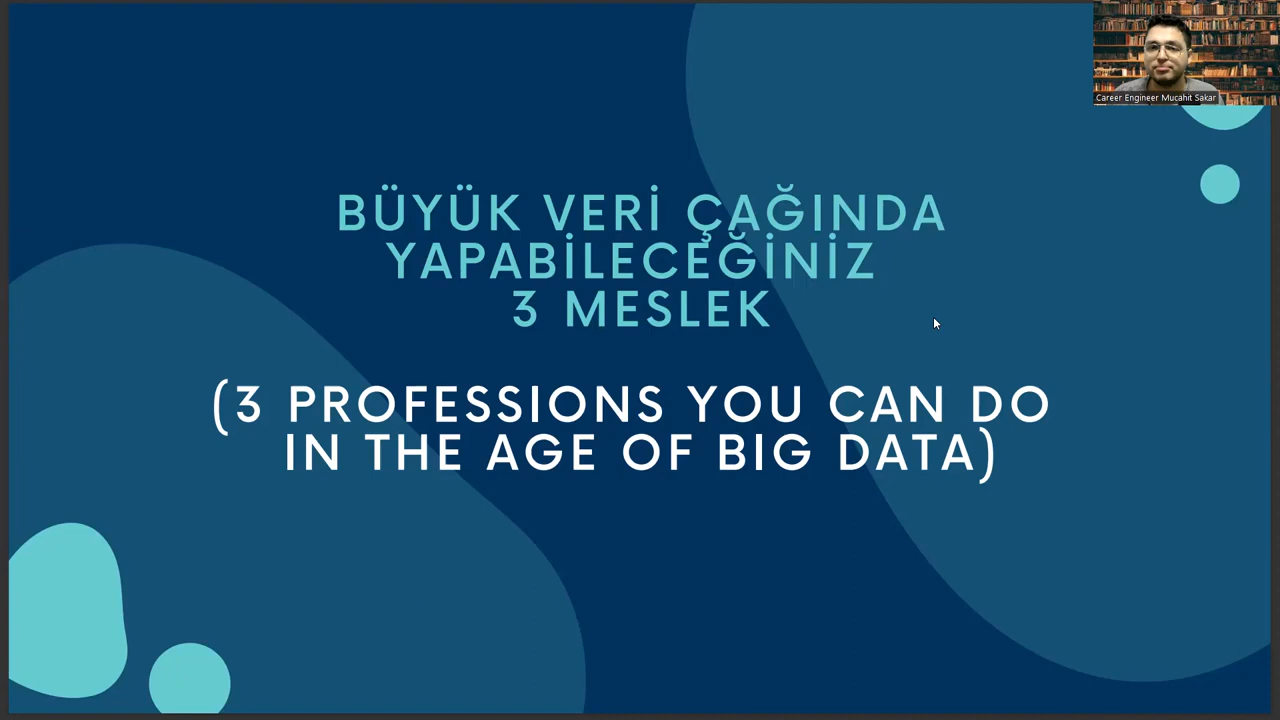 Career Engineer Mucahit Sakar
BÜYÜK VERİ ÇAĞINDA
YAPABİLECEĞİNİZ
3 MESLEK
(3 PROFESSIONS YOU CAN DO
IN THE AGE OF BIG DATA)